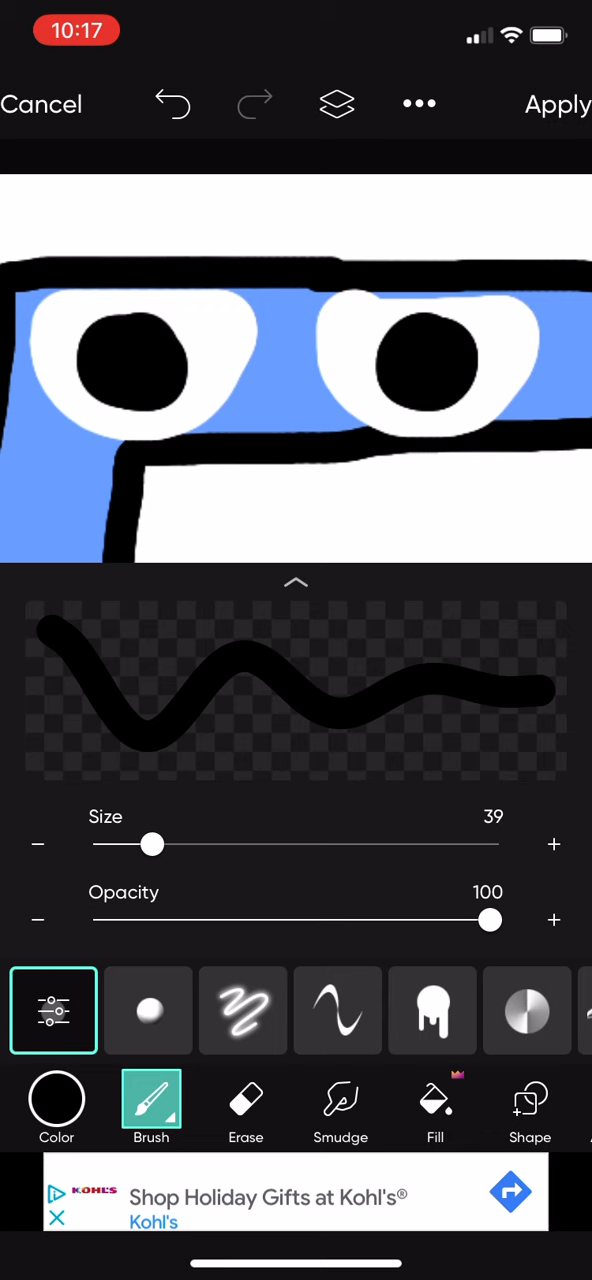 10:17
Cancel
Apply
Size 39
Opacity 100
Color Brush Erase Smudge Fill Shape
KOHL'S Shop Holiday Gifts at Kohl's®
Kohl's